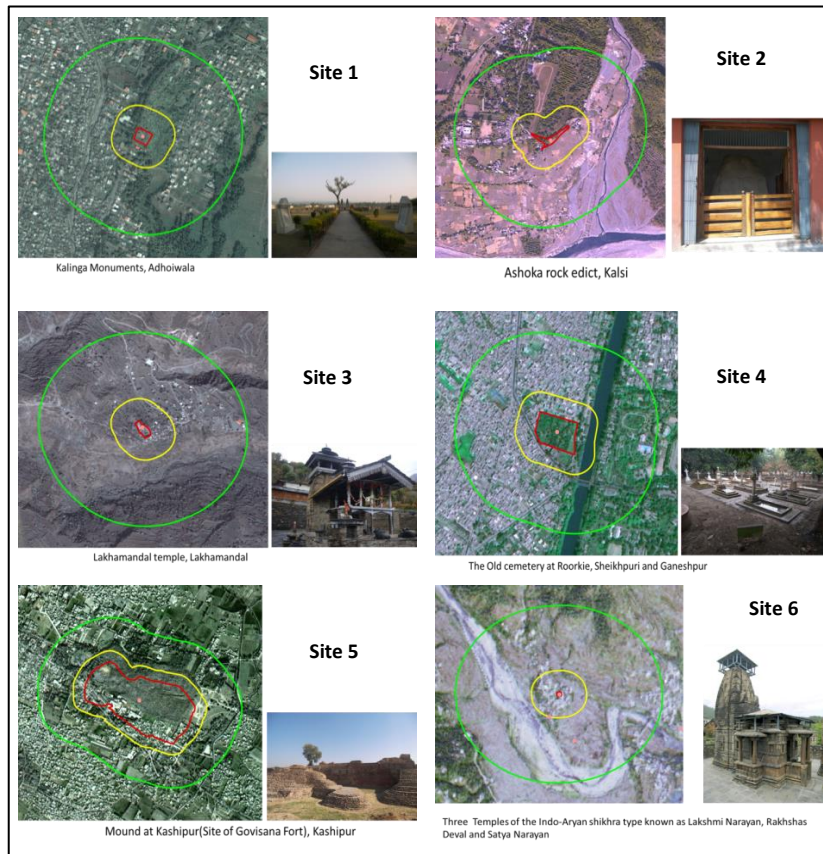 Site 1
Kalinga Monuments, Adhoiwala
Site 2
Ashoka rock edict, Kalsi
Site 3
Lakhamandal temple, Lakhamandal
Site 4
The Old cemetery at Roorkie, Sheikhpuri and Ganeshpur
Site 5
Mound at Kashipur(Site of Govisana Fort), Kashipur
Site 6
Three Temples of the Indo-Aryan shikhra type known as Lakshmi Narayan, Rakhshas
Deval and Satya Narayan